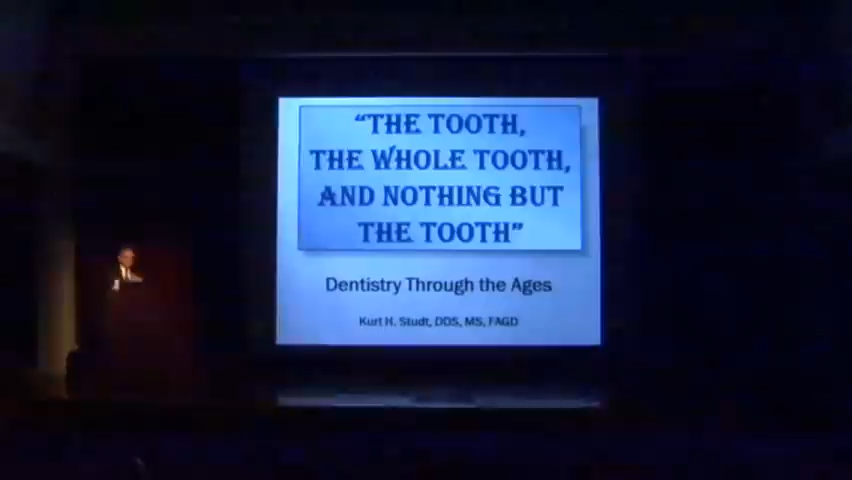 “THE TOOTH,
THE WHOLE TOOTH,
AND NOTHING BUT
THE TOOTH”
Dentistry Through the Ages
Kurt H. Studt, DDS, MS, FAGD